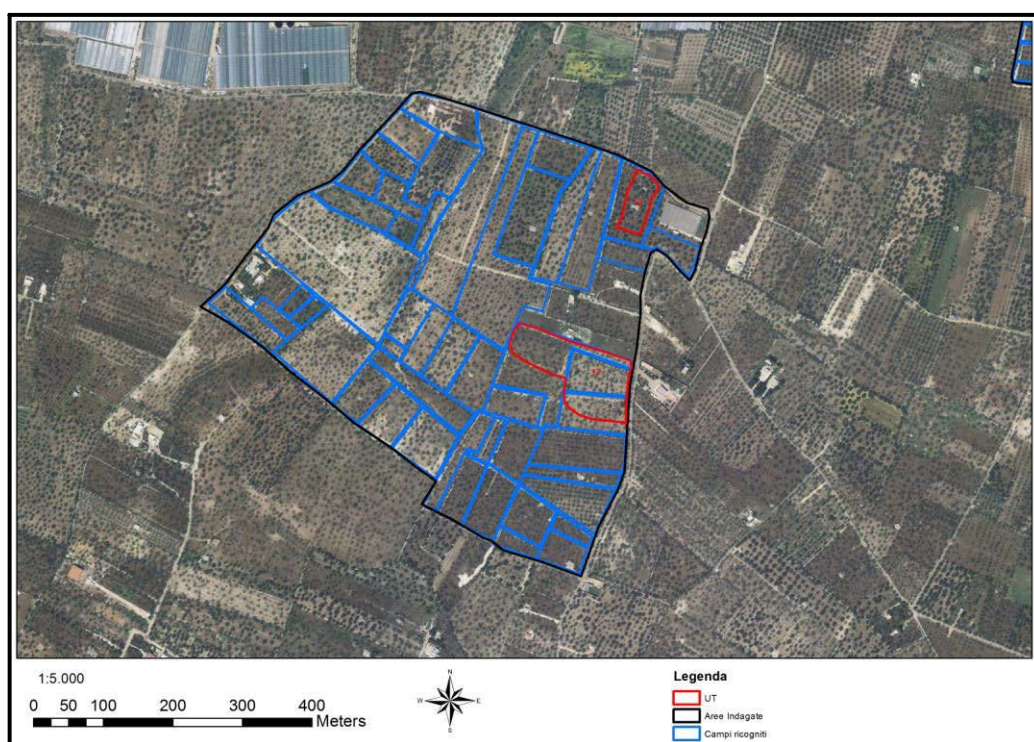 1:5.000
0 50 100 200 300 400
Meters
N
W E
S
Legenda
UT
Aree Indagate
Campi ricogniti